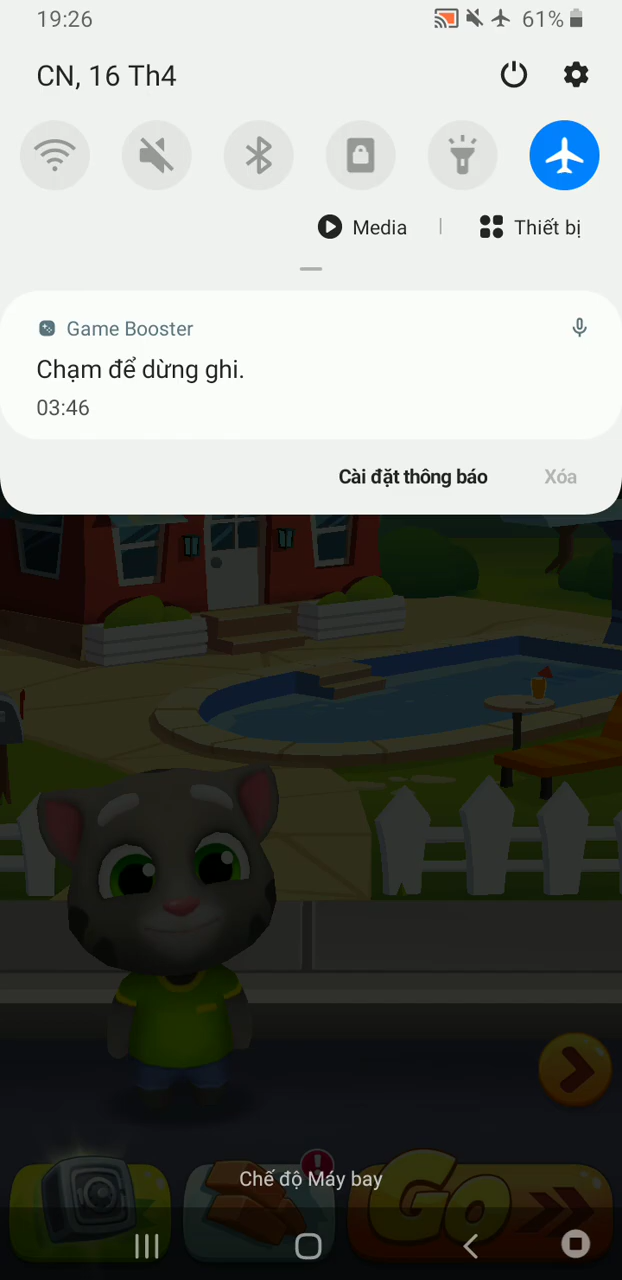 19:26
61%
CN, 16 Th4
Media
Thiết bị
Game Booster
Chạm để dừng ghi.
03:46
Cài đặt thông báo
Xóa
Chế độ Máy bay
GO